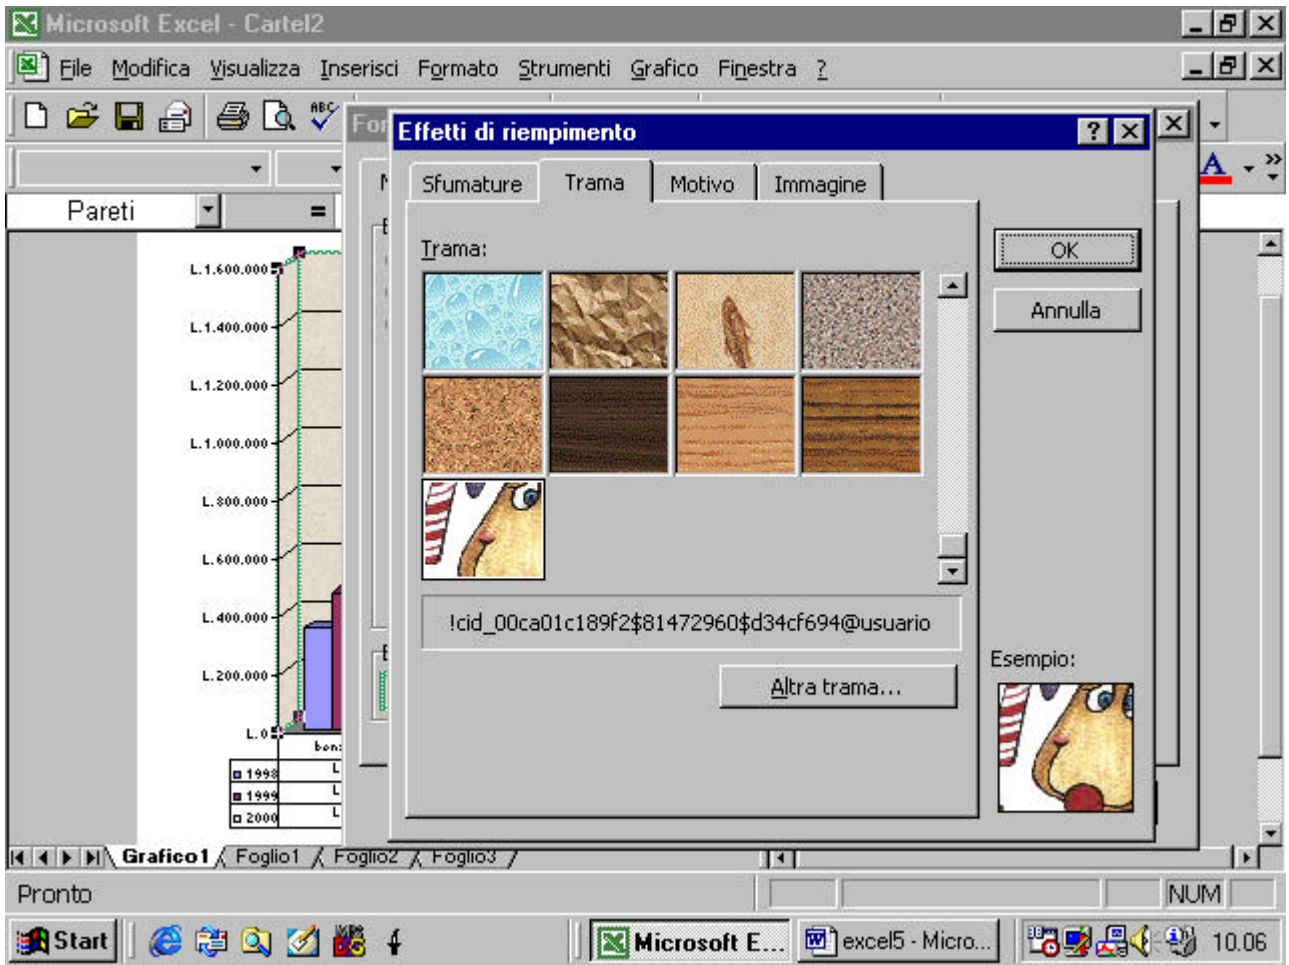 Microsoft Excel - Cartel2
File Modifica Visualizza Inserisci Formato Strumenti Grafico Finestra ?
ABC
For
Effetti di riempimento
Sfumature Trama Motivo Immagine
A
Pareti =
Trama:
OK
Annulla
L.1.600.000
L.1.400.000
L.1.200.000
L.1.000.000
L.800.000
L.600.000
L.400.000
L.200.000
L.0
!cid_00ca01c189f2$81472960$d34cf694@usuario
Altra trama...
Esempio:
1998 L
1999 L
2000 L
Grafico1 Foglio1 Foglio2 Foglio3
Pronto NUM
Start Microsoft E... excel5 - Micro... 10.06